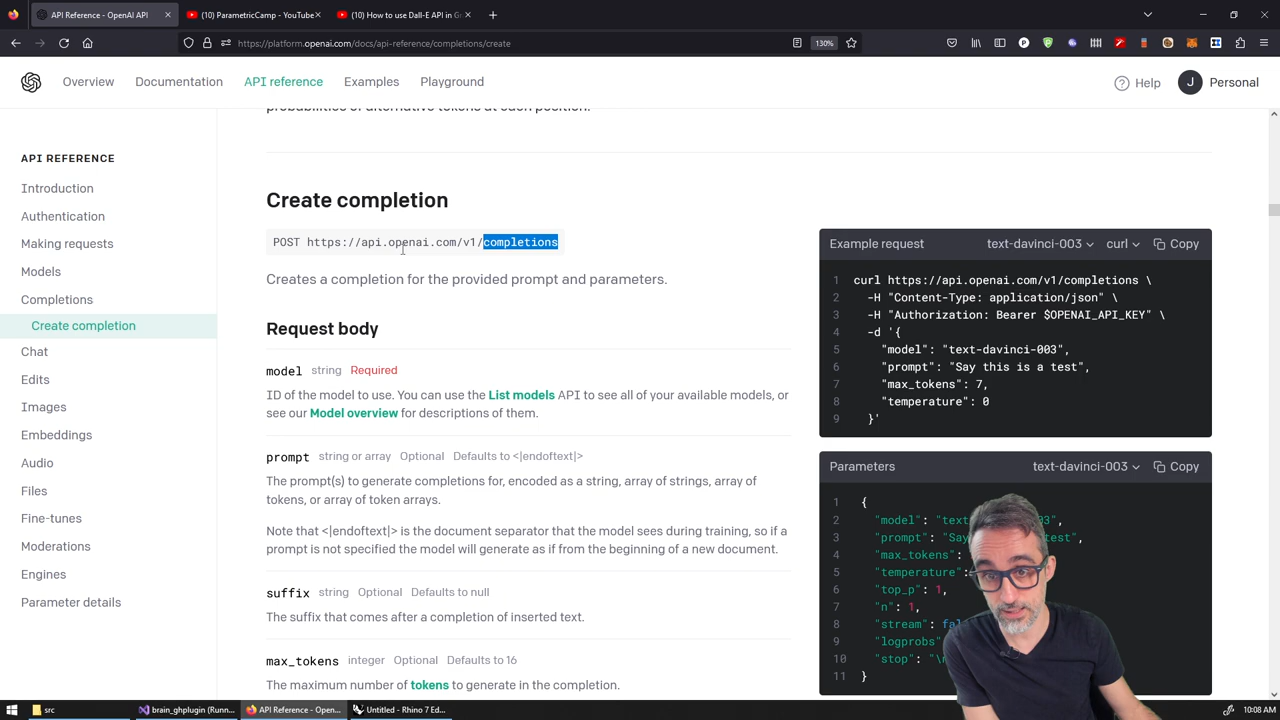 API Reference - OpenAI API
(10) ParametricCamp - YouTube
(10) How to use Dall-E API in Gr
https://platform.openai.com/docs/api-reference/completions/create
130%
Overview
Documentation
API reference
Examples
Playground
Help
J
Personal
probabilities of alternative tokens at each position.
API REFERENCE
Introduction
Authentication
Making requests
Models
Completions
Create completion
Chat
Edits
Images
Embeddings
Audio
Files
Fine-tunes
Moderations
Engines
Parameter details
Create completion
POST https://api.openai.com/v1/completions
Creates a completion for the provided prompt and parameters.
Request body
model string Required
ID of the model to use. You can use the List models API to see all of your available models, or
see our Model overview for descriptions of them.
prompt string or array Optional Defaults to <|endoftext|>
The prompt(s) to generate completions for, encoded as a string, array of strings, array of
tokens, or array of token arrays.
Note that <|endoftext|> is the document separator that the model sees during training, so if a
prompt is not specified the model will generate as if from the beginning of a new document.
suffix string Optional Defaults to null
The suffix that comes after a completion of inserted text.
max_tokens integer Optional Defaults to 16
The maximum number of tokens to generate in the completion.
Example request text-davinci-003 curl Copy
1 curl https://api.openai.com/v1/completions \
2 -H "Content-Type: application/json" \
3 -H "Authorization: Bearer $OPENAI_API_KEY" \
4 -d '{
5 "model": "text-davinci-003",
6 "prompt": "Say this is a test",
7 "max_tokens": 7,
8 "temperature": 0
9 }'
Parameters text-davinci-003 Copy
1 {
2 "model": "text 03",
3 "prompt": "Say test",
4 "max_tokens"
5 "temperature":
6 "top_p": 1,
7 "n": 1,
8 "stream": fal
9 "logprobs"
10 "stop": "\
11 }
src
brain_ghplugin (Runn...
API Reference - Open...
Untitled - Rhino 7 Ed...
10:08 AM